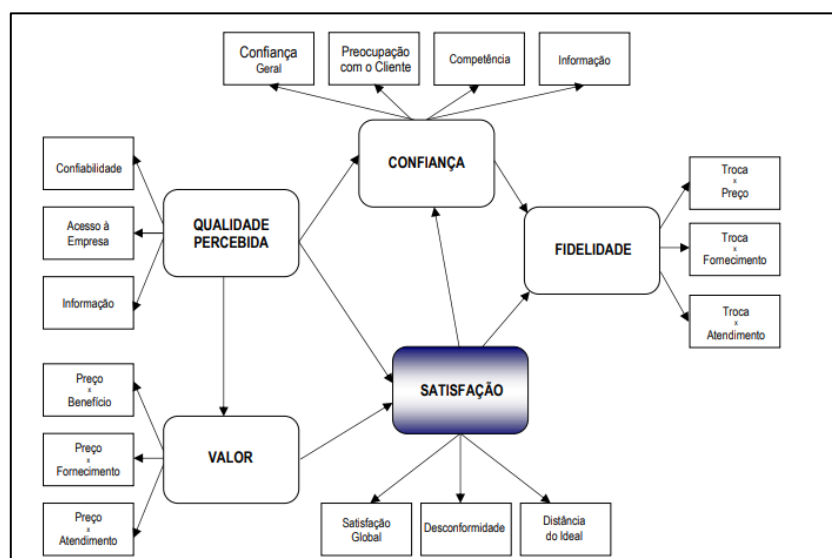 Confiança
Geral
Preocupação
com o Cliente
Competência
Informação
CONFIANÇA
Confiabilidade
Acesso à
Empresa
Informação
QUALIDADE
PERCEBIDA
FIDELIDADE
Troca
x
Preço
Troca
x
Fornecimento
Troca
x
Atendimento
SATISFAÇÃO
Preço
x
Benefício
Preço
x
Fornecimento
Preço
x
Atendimento
VALOR
Satisfação
Global
Desconformidade
Distância
do Ideal